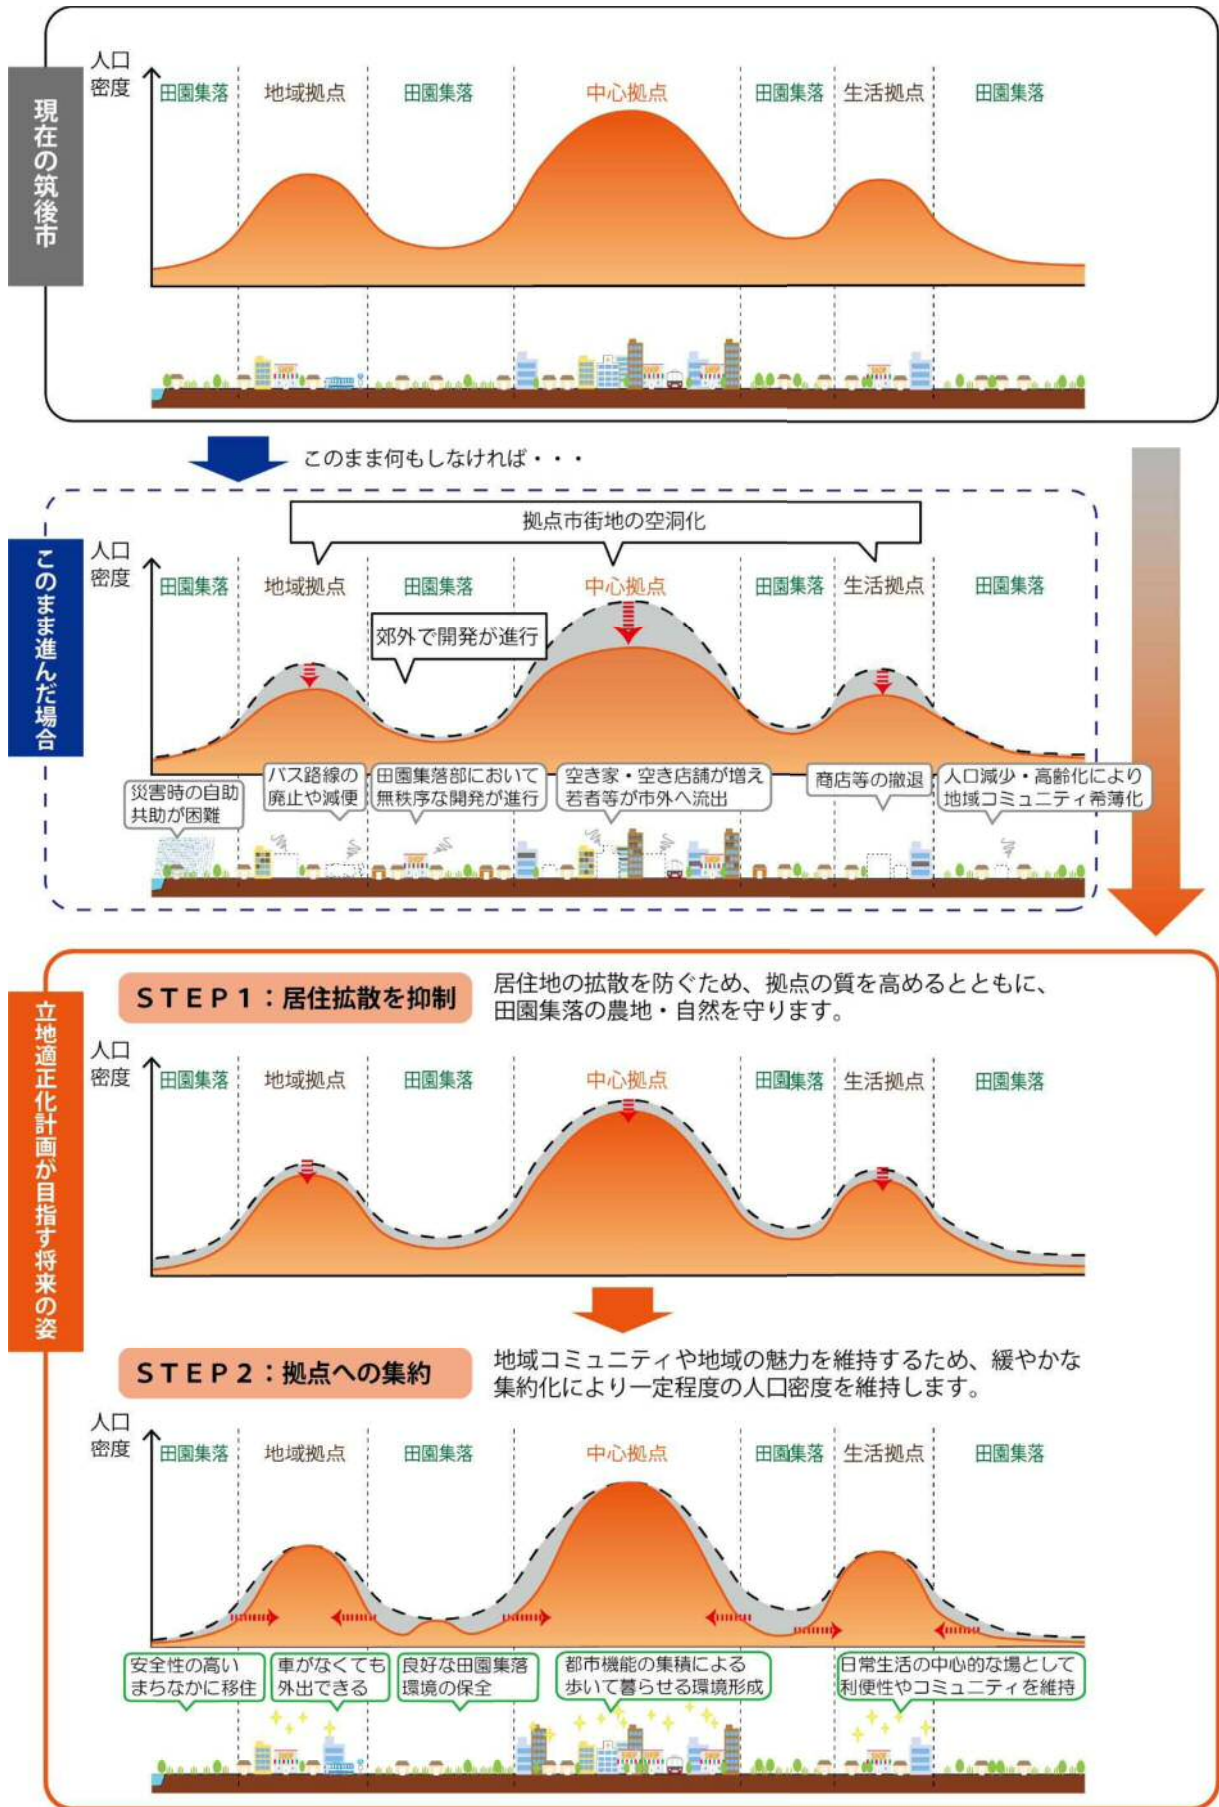 現在の筑後市
人口
密度
田園集落 地域拠点 田園集落 中心拠点 田園集落 生活拠点 田園集落
SHOP SHOP SHOP SHOP
このまま何もしなければ・・・
このまま進んだ場合
拠点市街地の空洞化
人口
密度
田園集落 地域拠点 田園集落 中心拠点 田園集落 生活拠点 田園集落
郊外で開発が進行
災害時の自助
共助が困難
バス路線の
廃止や減便
田園集落部において
無秩序な開発が進行
空き家・空き店舗が増え
若者等が市外へ流出
商店等の撤退
人口減少・高齢化により
地域コミュニティ希薄化
SHOP SHOP
立地適正化計画が目指す将来の姿
STEP1:居住拡散を抑制
居住地の拡散を防ぐため、拠点の質を高めるとともに、
田園集落の農地・自然を守ります。
人口
密度
田園集落 地域拠点 田園集落 中心拠点 田園集落 生活拠点 田園集落
STEP2:拠点への集約
地域コミュニティや地域の魅力を維持するため、緩やかな
集約化により一定程度の人口密度を維持します。
人口
密度
田園集落 地域拠点 田園集落 中心拠点 田園集落 生活拠点 田園集落
安全性の高い
まちなかに移住
車がなくても
外出できる
良好な田園集落
環境の保全
都市機能の集積による
歩いて暮らせる環境形成
日常生活の中心的な場として
利便性やコミュニティを維持
SHOP SHOP SHOP SHOP SHOP